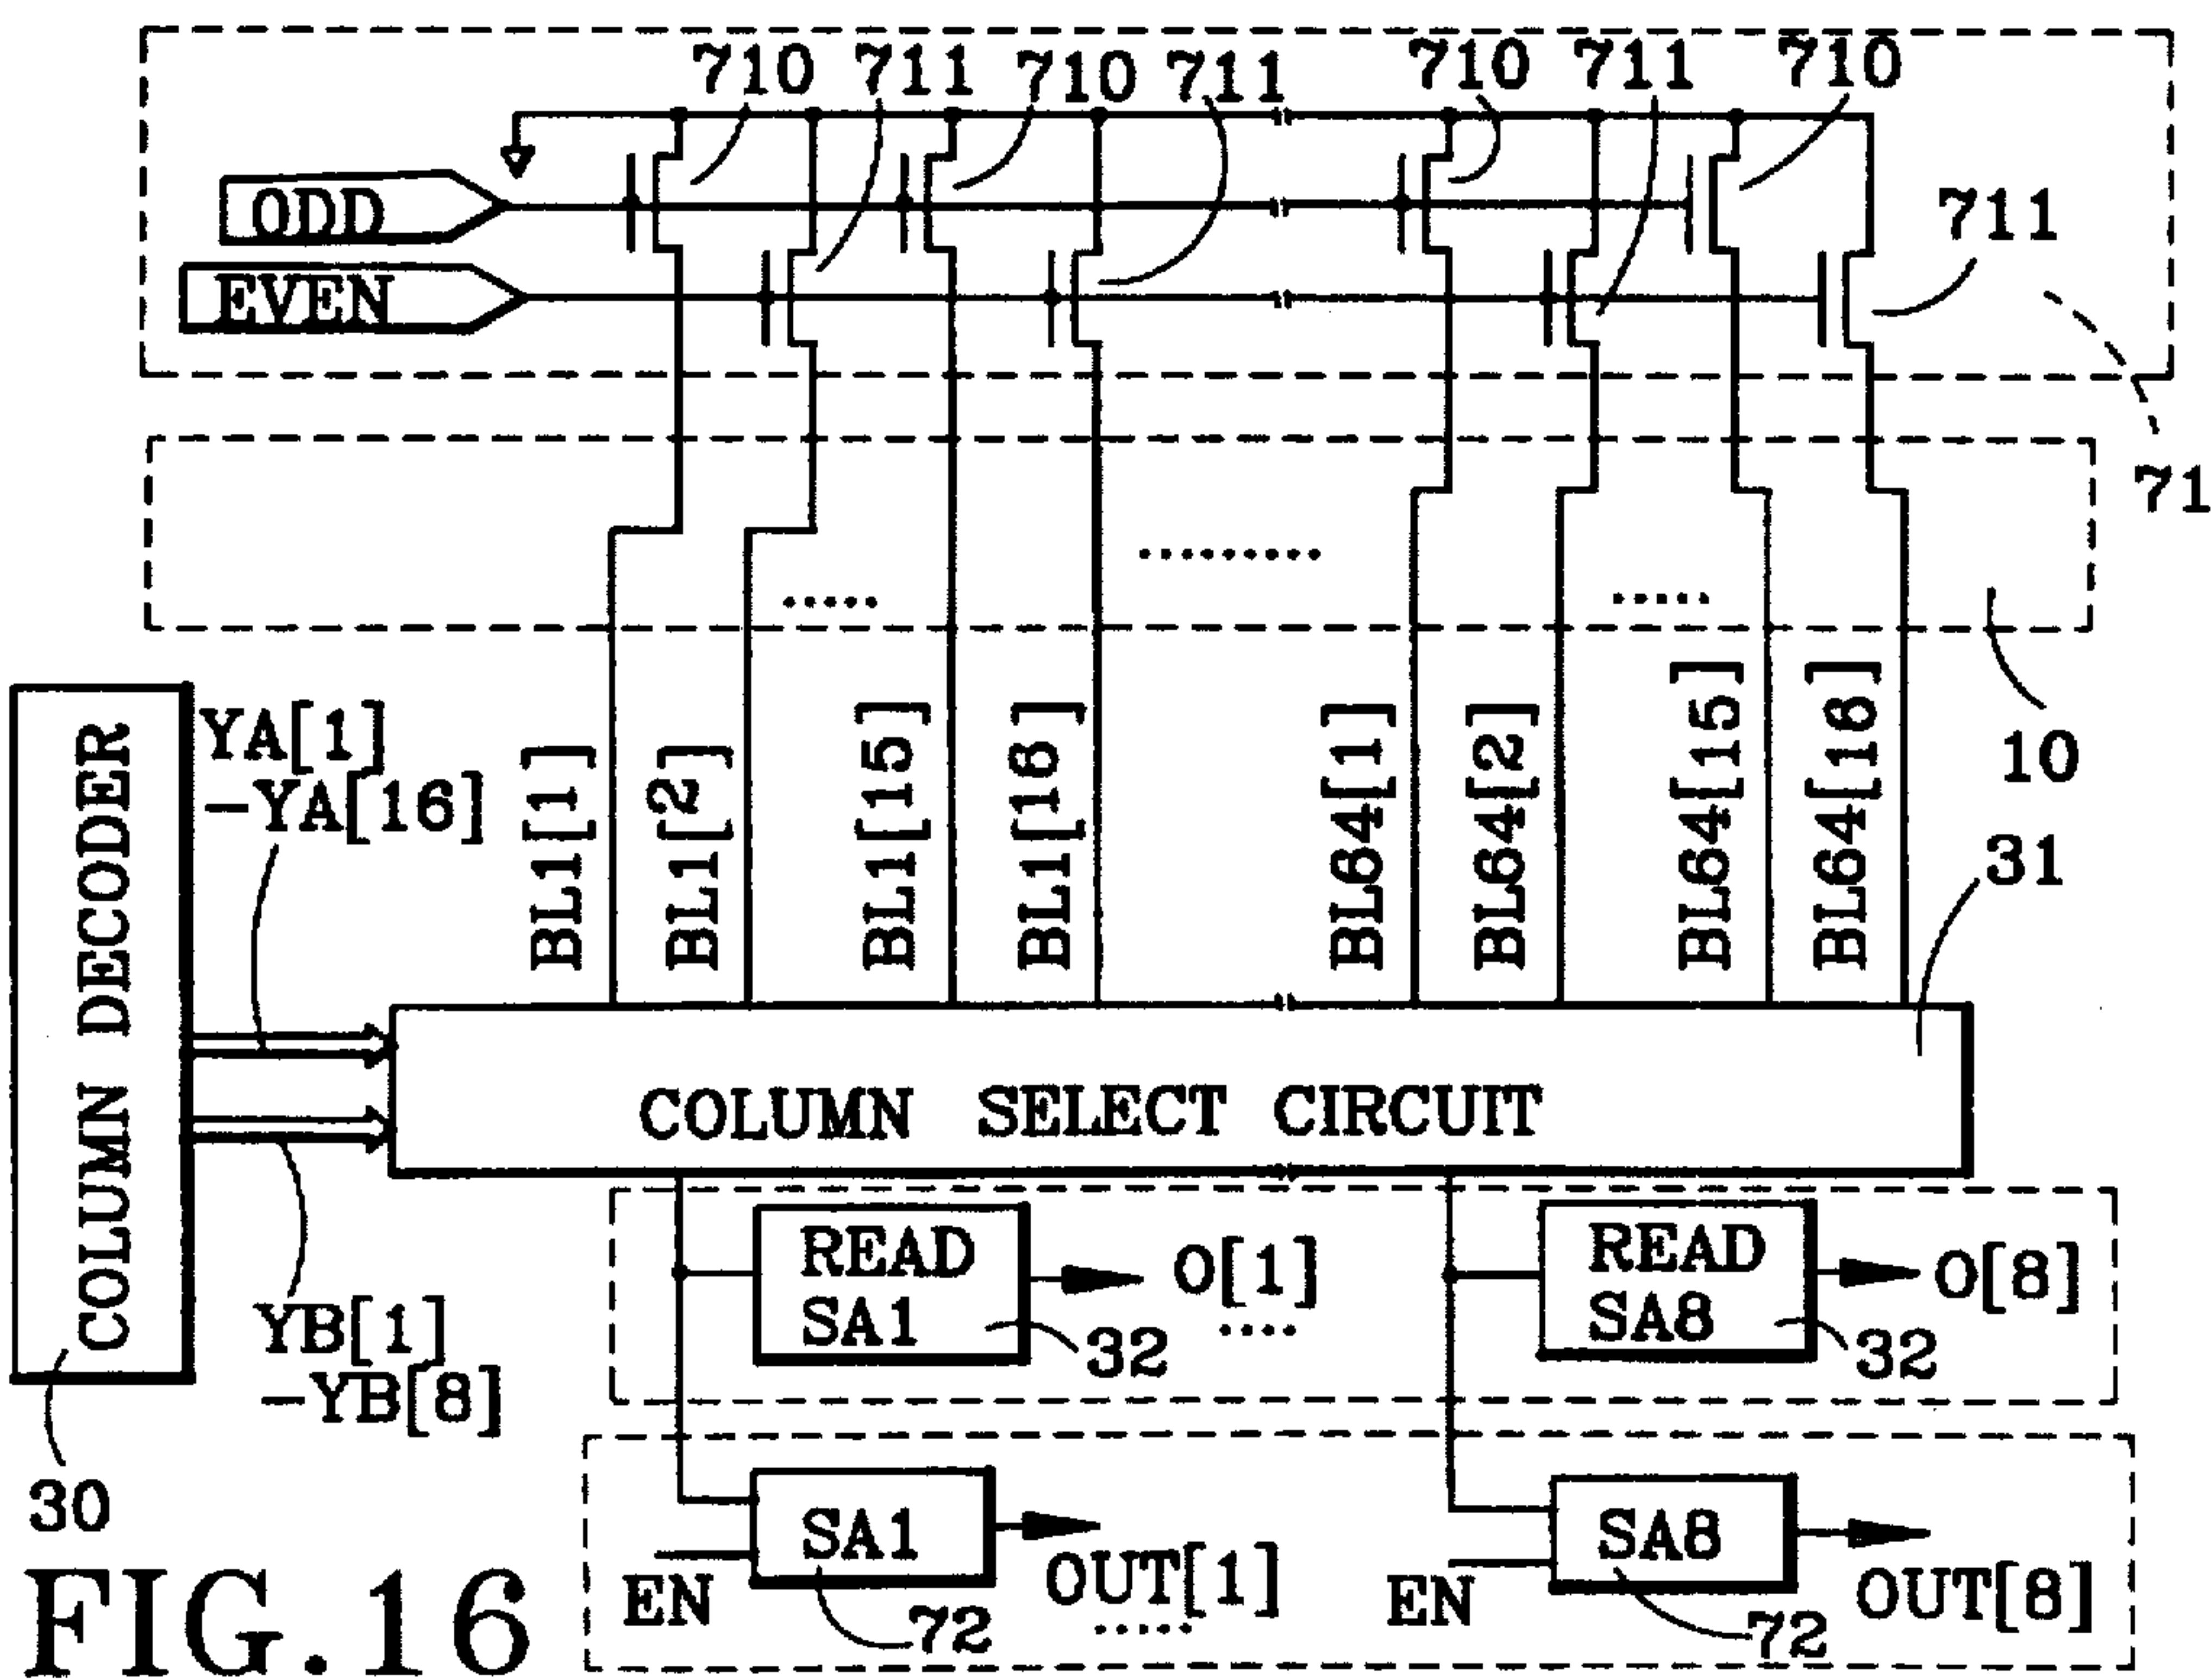 710 711 710 711 710 711 710
ODD
711
EVEN
71
10
COLUMN DECODER
YA[1]
-YA[16]
BL1[1]
BL1[2]
BL1[15]
BL1[16]
BL64[1]
BL64[2]
BL64[15]
BL64[16]
31
COLUMN SELECT CIRCUIT
YB[1]
-YB[8]
30
READ
SA1
32
O[1]
READ
SA8
32
O[8]
SA1
EN
72
OUT[1]
SA8
EN
72
OUT[8]
FIG.16